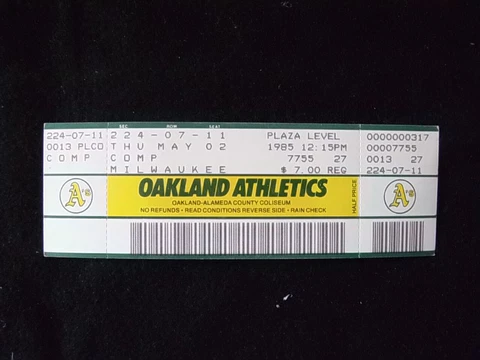 SEC. ROW SEAT
224-07-11 224-07-11 PLAZA LEVEL 0000000317
0013 PLCO THU MAY 02 1985 12:15PM 00007755
COMP COMP 7755 27 0013 27
MILWAUKEE $ 7.00 REG 224-07-11
A's OAKLAND ATHLETICS HALF PRICE A's
OAKLAND-ALAMEDA COUNTY COLISEUM
NO REFUNDS • READ CONDITIONS REVERSE SIDE • RAIN CHECK